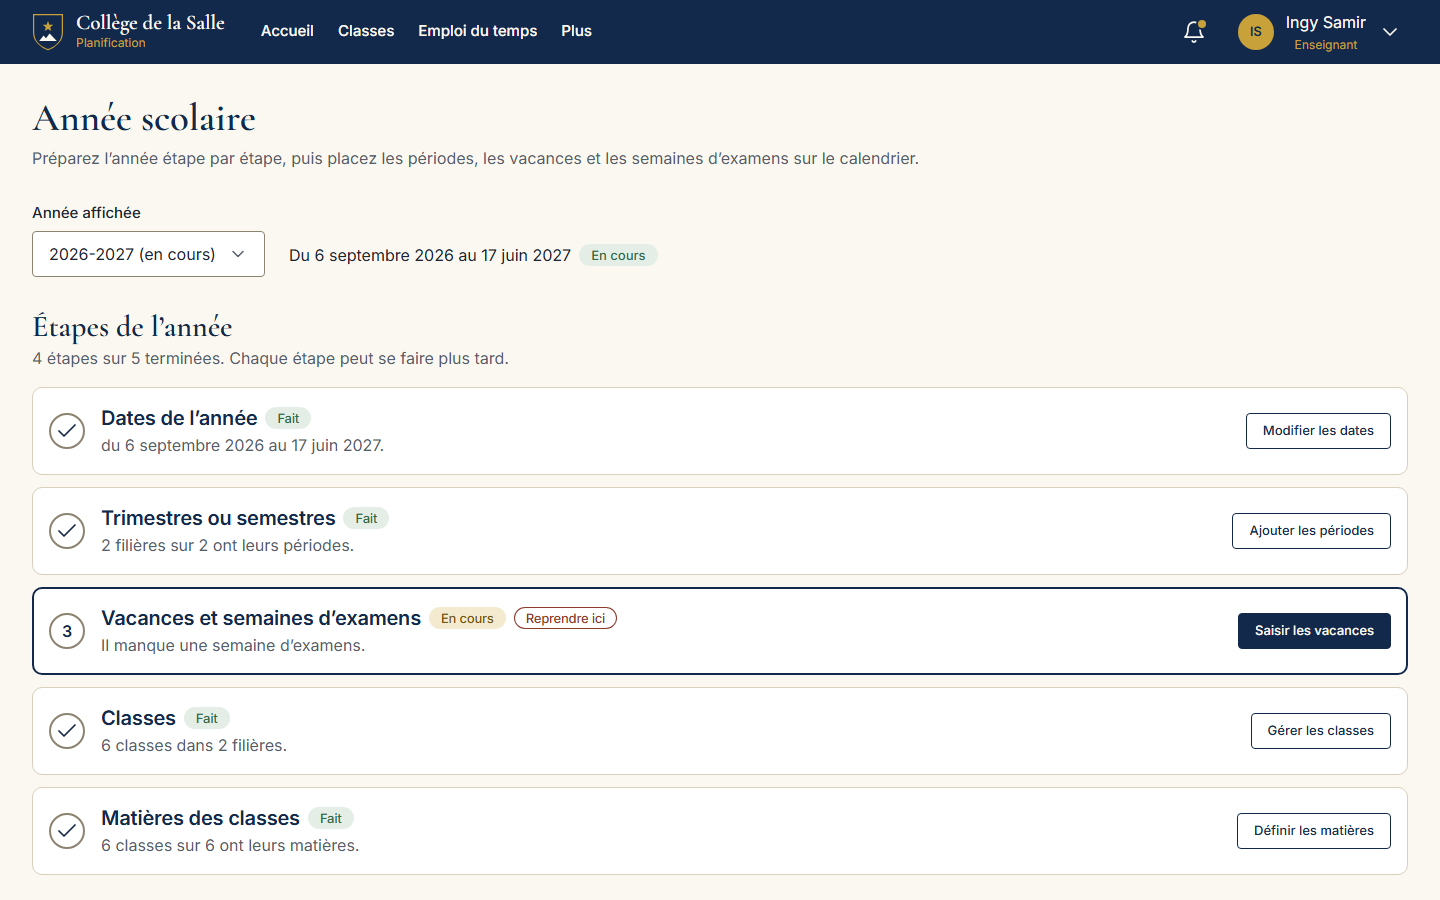 Collège de la Salle
Planification
Accueil
Classes
Emploi du temps
Plus
IS
Ingy Samir
Enseignant
Année scolaire
Préparez l’année étape par étape, puis placez les périodes, les vacances et les semaines d’examens sur le calendrier.
Année affichée
2026-2027 (en cours)
Du 6 septembre 2026 au 17 juin 2027
En cours
Étapes de l’année
4 étapes sur 5 terminées. Chaque étape peut se faire plus tard.
Dates de l’année
Fait
du 6 septembre 2026 au 17 juin 2027.
Modifier les dates
Trimestres ou semestres
Fait
2 filières sur 2 ont leurs périodes.
Ajouter les périodes
3
Vacances et semaines d’examens
En cours
Reprendre ici
Il manque une semaine d’examens.
Saisir les vacances
Classes
Fait
6 classes dans 2 filières.
Gérer les classes
Matières des classes
Fait
6 classes sur 6 ont leurs matières.
Définir les matières